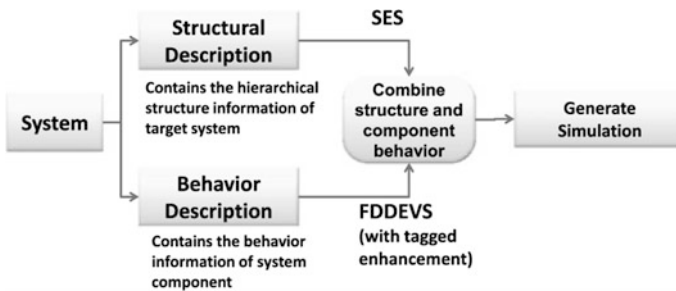 Structural
Description
SES
Contains the hierarchical
structure information of
target system
System
Combine
structure and
component
behavior
Generate
Simulation
Behavior
Description
FDDEVS
(with tagged
enhancement)
Contains the behavior
information of system
component